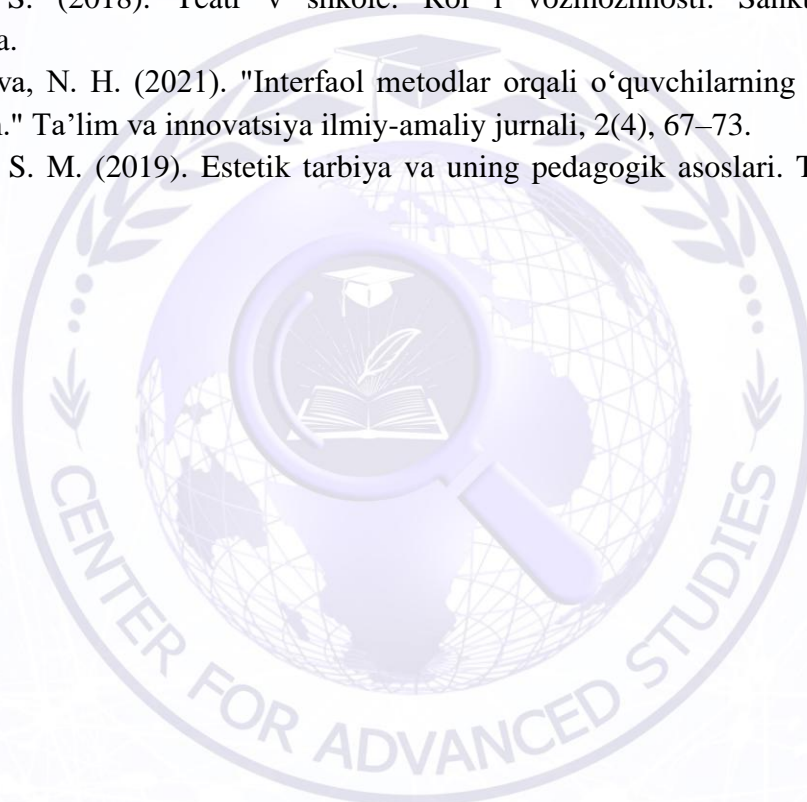 S. (2018). Teatr v shkole: Rol i vozmozhnosti. Sankt
a.
va, N. H. (2021). "Interfaol metodlar orqali o‘quvchilarning
." Ta’lim va innovatsiya ilmiy-amaliy jurnali, 2(4), 67–73.
S. M. (2019). Estetik tarbiya va uning pedagogik asoslari. T
CENTER FOR ADVANCED STUDIES